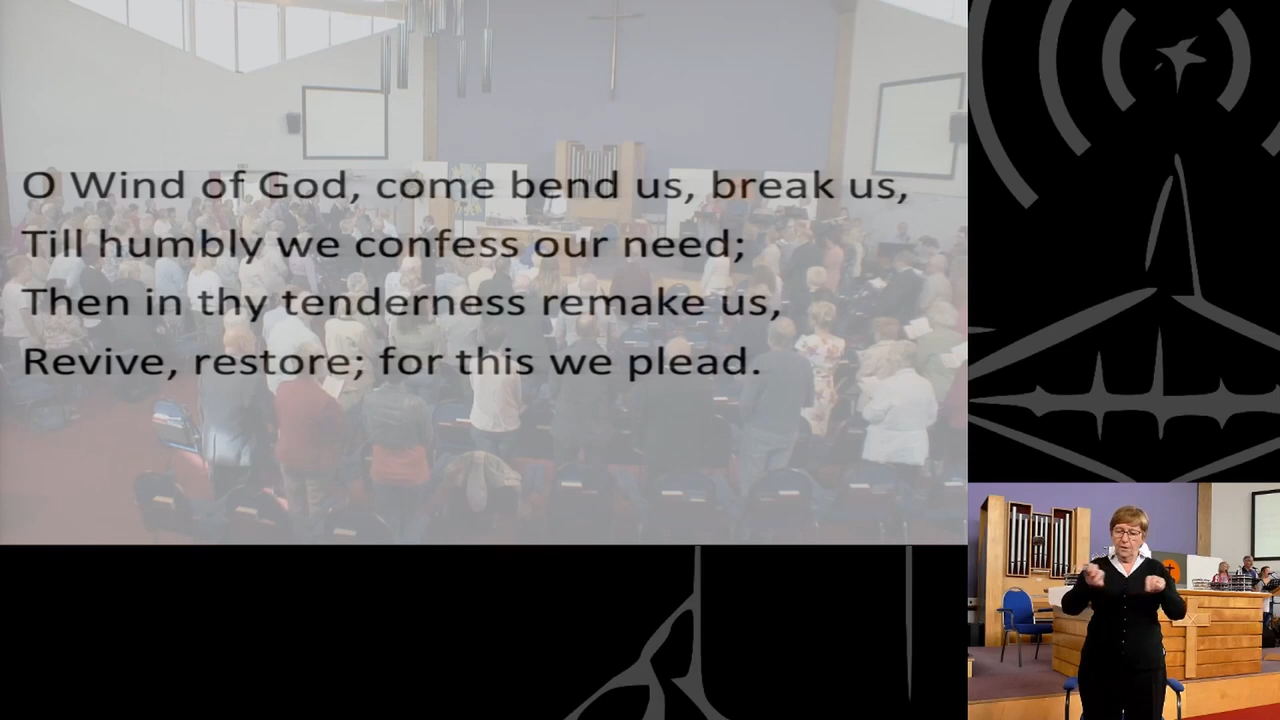 O Wind of God, come bend us, break us,
Till humbly we confess our need;
Then in thy tenderness remake us,
Revive, restore; for this we plead.